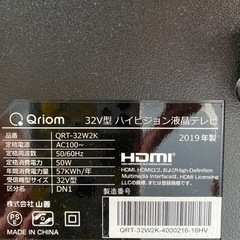 Qriom 32V型 ハイビジョン液晶テレビ
品番 QRT-32W2K
定格電圧 AC100~
定格周波数 50/60Hz
定格消費電力 50W
年間消費電力量 57KWh/年
受信機型サイズ 32V型
区分名 DN1
2019年製
HDMI
HDMI、HDMIロゴ、
およびHigh-Definition
Multimedia Interfaceは、
HDMI Licensing
LLCの商標または
登録商標です。
製造番号
PS
MADE IN CHINA
株式会社 山善
QRT-32W2K-4000216-16HV